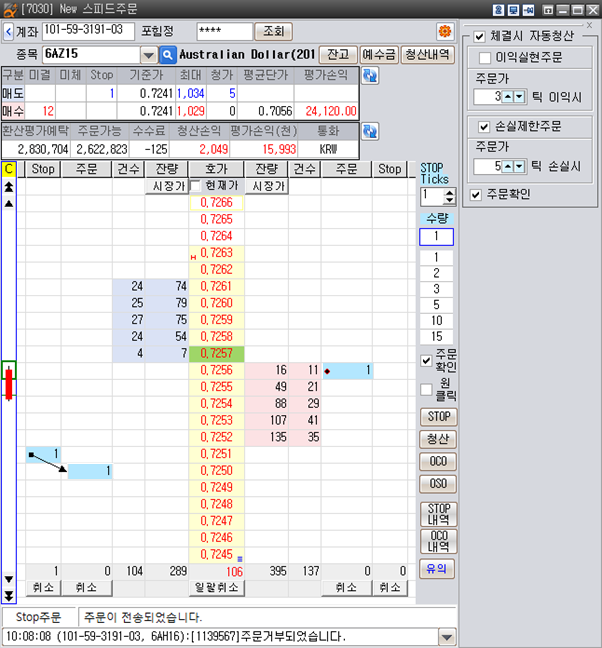 [7030] New 스피드주문
계좌 101-59-3191-03 포험정 **** 조회
종목 6AZ15 Australian Dollar(201 잔고 예수금 청산내역
구분 미결 미체 Stop 기준가 최대 청가 평균단가 평가손익
매도 1 0.7241 1,034 5
매수 12 0.7241 1,029 0 0.7056 24,120.00
환산평가예탁 주문가능 수수료 청산손익 평가손익(천) 통화
2,830,704 2,622,823 -125 2,049 15,993 KRW
C Stop 주문 건수 잔량 호가 잔량 건수 주문 Stop
시장가 현재가 시장가
0.7266
0.7265
0.7264
H 0.7263
0.7262
24 74 0.7261
25 79 0.7260
27 75 0.7259
24 54 0.7258
4 7 0.7257
0.7256 16 11 1
0.7255 49 21
0.7254 88 29
0.7253 107 41
0.7252 135 35
1 0.7251
1 0.7250
0.7249
0.7248
0.7247
0.7246
0.7245
1 0 104 289 106 395 137 0 0
취소 취소 일괄취소 취소 취소
STOP
Ticks
1
수량
1
1
2
3
5
10
15
주문
확인
원
클릭
STOP
청산
OCO
OSO
STOP
내역
OCO
내역
유의
Stop주문 주문이 전송되었습니다.
10:08:08 (101-59-3191-03, 6AH16):[1139567]주문거부되었습니다.
x
체결시 자동청산
이익실현주문
주문가
3 틱 이익시
손실제한주문
주문가
5 틱 손실시
주문확인